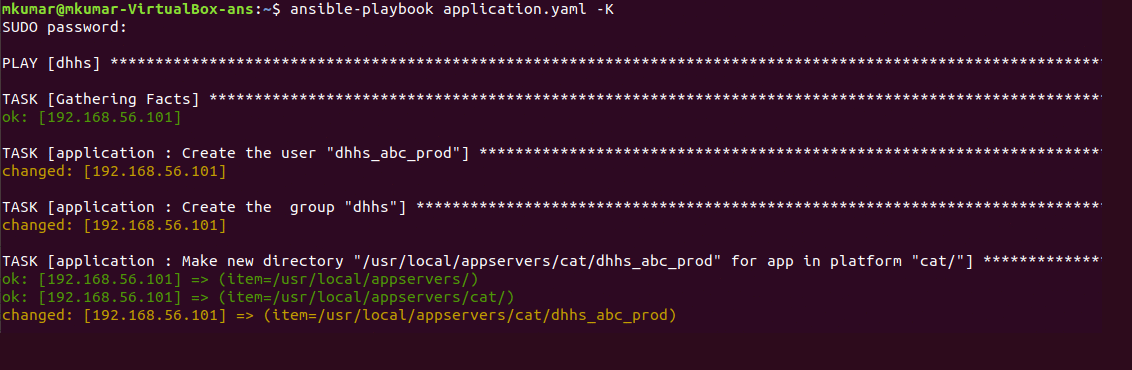 mkumar@mkumar-VirtualBox-ans:~$ ansible-playbook application.yaml -K
SUDO password:
PLAY [dhhs] **************************************************************************************************************
TASK [Gathering Facts] ***************************************************************************************************
ok: [192.168.56.101]
TASK [application : Create the user "dhhs_abc_prod"] *********************************************************************
changed: [192.168.56.101]
TASK [application : Create the  group "dhhs"] ****************************************************************************
changed: [192.168.56.101]
TASK [application : Make new directory "/usr/local/appservers/cat/dhhs_abc_prod" for app in platform "cat/"] **************
ok: [192.168.56.101] => (item=/usr/local/appservers/)
ok: [192.168.56.101] => (item=/usr/local/appservers/cat/)
changed: [192.168.56.101] => (item=/usr/local/appservers/cat/dhhs_abc_prod)